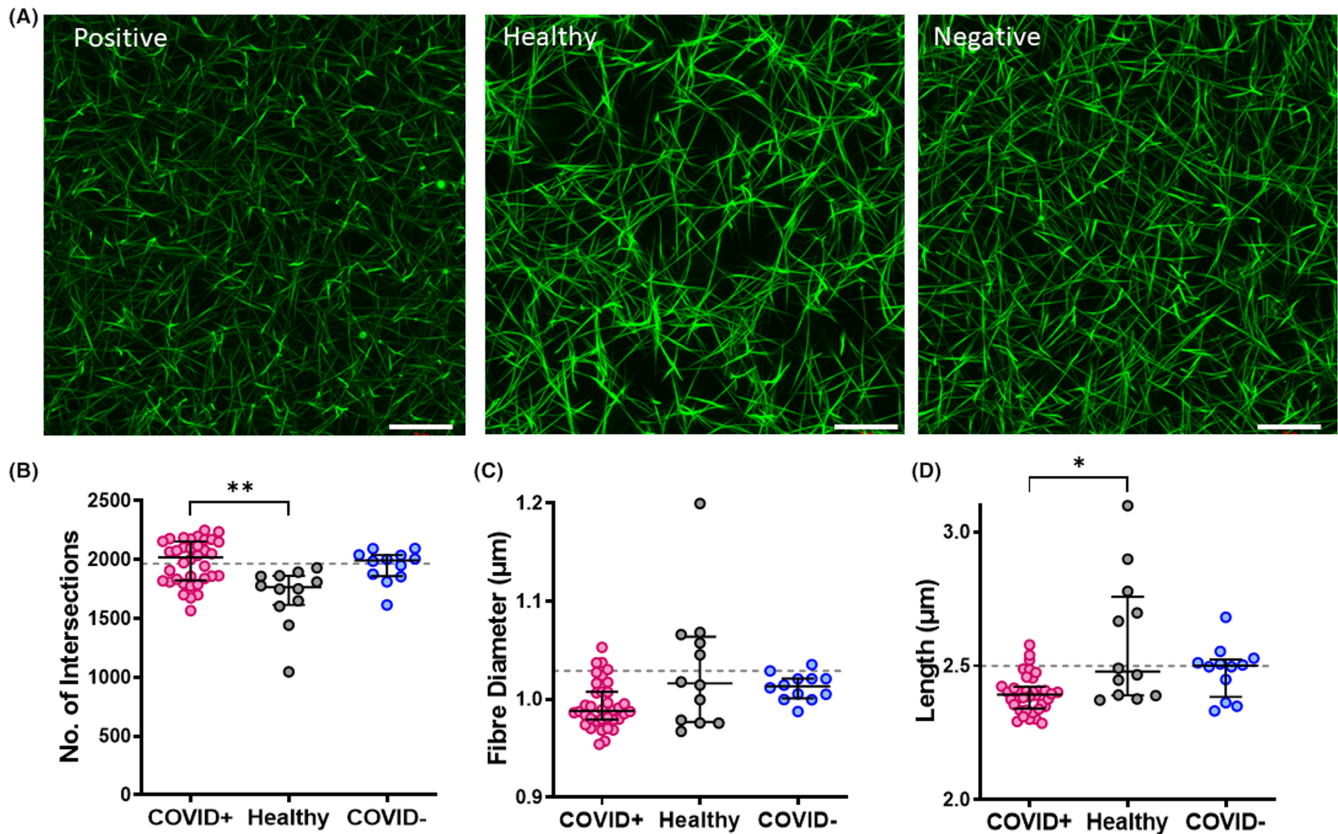 (A)
Positive
Healthy
Negative
(B)
**
No. of Intersections
2500
2000
1500
1000
500
0
COVID+ Healthy COVID-
(C)
Fibre Diameter (µm)
1.2
1.1
1.0
0.9
COVID+ Healthy COVID-
(D)
*
Length (µm)
3.0
2.5
2.0
COVID+ Healthy COVID-